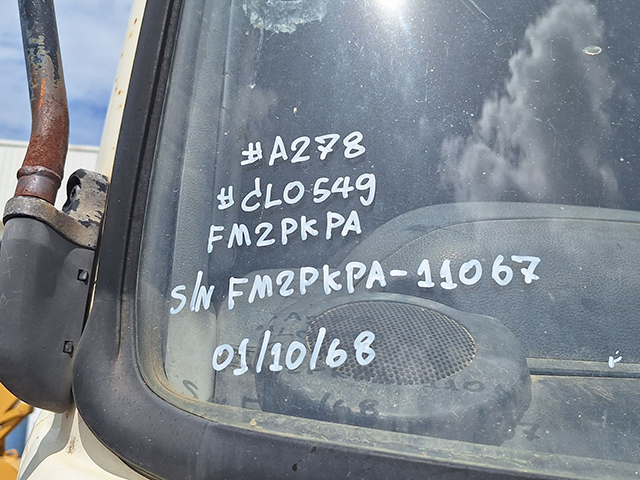 #A278
#CL0549
FM2PKPA
S/N FM2PKPA-11067
01/10/68